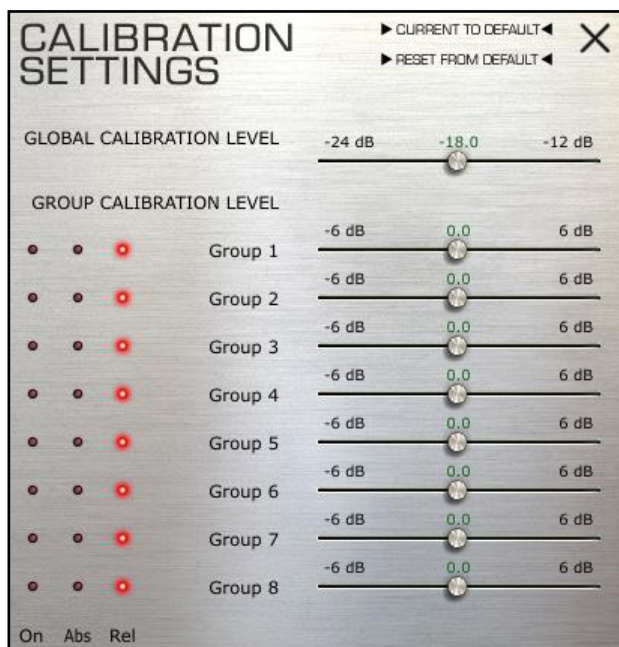 CALIBRATION
SETTINGS
▶ CURRENT TO DEFAULT ◀
▶ RESET FROM DEFAULT ◀
GLOBAL CALIBRATION LEVEL
-24 dB -18.0 -12 dB
GROUP CALIBRATION LEVEL
-6 dB 0.0 6 dB
Group 1
-6 dB 0.0 6 dB
Group 2
-6 dB 0.0 6 dB
Group 3
-6 dB 0.0 6 dB
Group 4
-6 dB 0.0 6 dB
Group 5
-6 dB 0.0 6 dB
Group 6
-6 dB 0.0 6 dB
Group 7
-6 dB 0.0 6 dB
Group 8
On Abs Rel